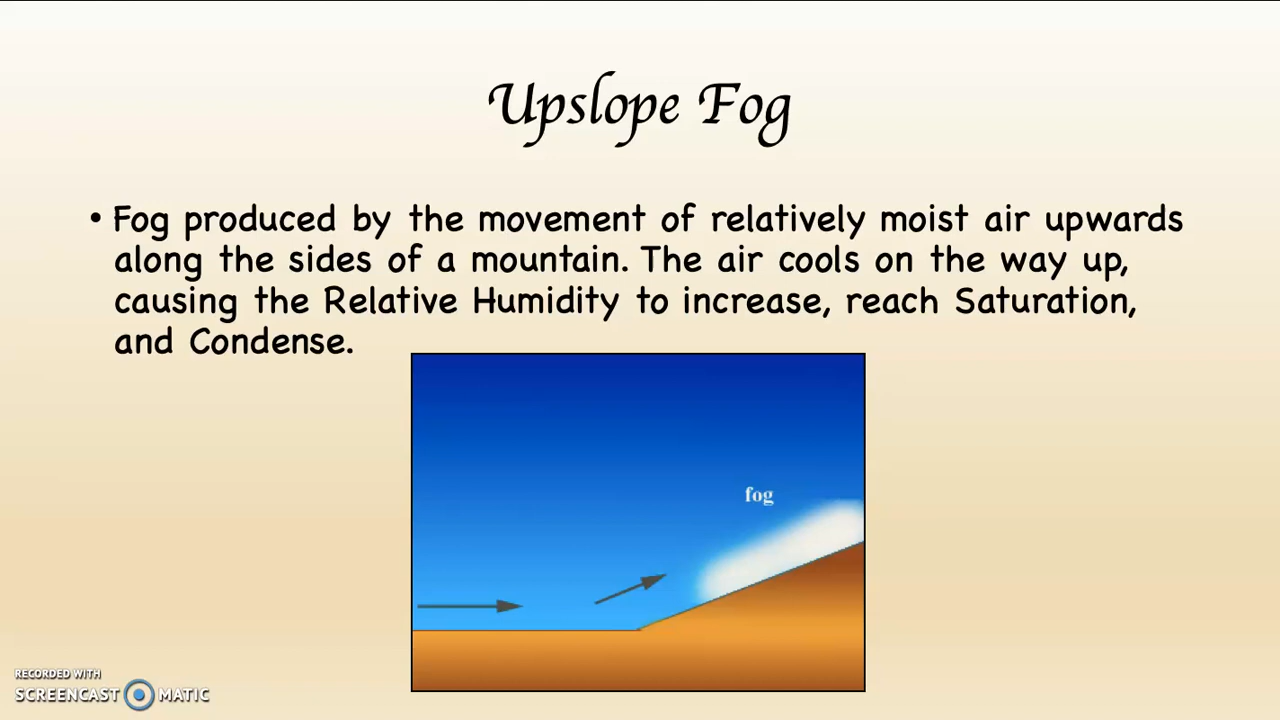 Upslope Fog
• Fog produced by the movement of relatively moist air upwards
along the sides of a mountain. The air cools on the way up,
causing the Relative Humidity to increase, reach Saturation,
and Condense.
fog
RECORDED WITH
SCREENCAST MATIC